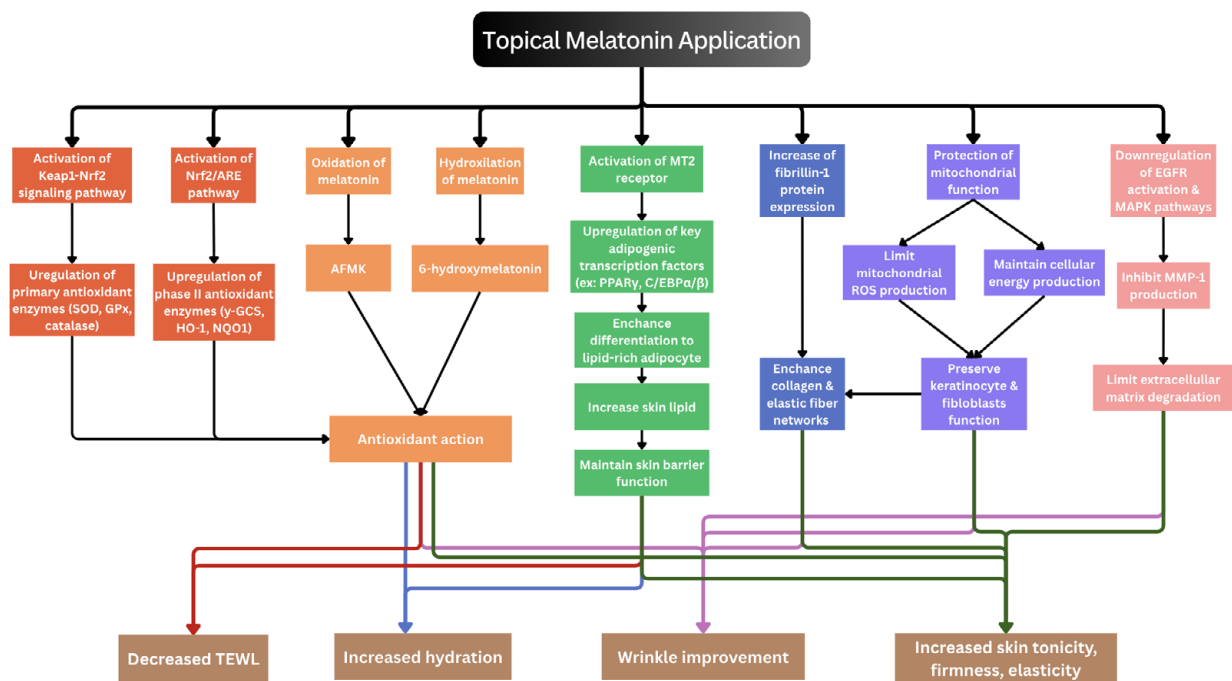 Topical Melatonin Application
Activation of
Keap1-Nrf2
signaling pathway
Activation of
Nrf2/ARE
pathway
Oxidation of
melatonin
Hydroxilation
of melatonin
Activation of MT2
receptor
Increase of
fibrillin-1
protein
expression
Protection of
mitochondrial
function
Downregulation
of EGFR
activation &
MAPK pathways
Uregulation of
primary antioxidant
enzymes (SOD, GPx,
catalase)
Upregulation of
phase II antioxidant
enzymes (y-GCS,
HO-1, NQO1)
AFMK
6-hydroxymelatonin
Upregulation of key
adipogenic
transcription factors
(ex: PPARγ, C/EBPα/β)
Limit
mitochondrial
ROS production
Maintain cellular
energy production
Inhibit MMP-1
production
Enchance
differentiation to
lipid-rich adipocyte
Increase skin lipid
Enchance
collagen &
elastic fiber
networks
Preserve
keratinocyte &
fibloblasts
function
Limit extracellullar
matrix degradation
Antioxidant action
Maintain skin barrier
function
Decreased TEWL
Increased hydration
Wrinkle improvement
Increased skin tonicity,
firmness, elasticity